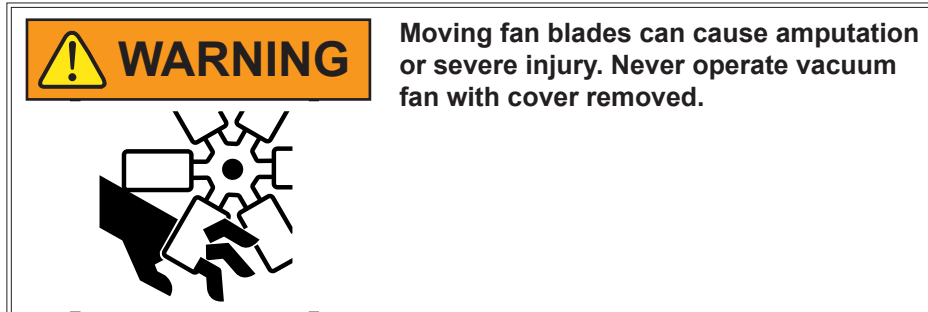 WARNING
Moving fan blades can cause amputation
or severe injury. Never operate vacuum
fan with cover removed.